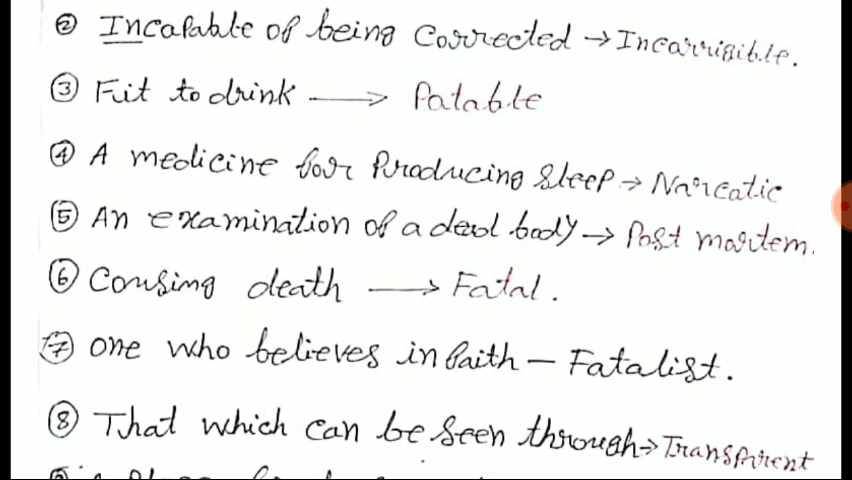 ② Incapable of being Corrected → Incorrigible.
③ Fit to drink → Potable
④ A medicine for Producing Sleep → Narcotic
⑤ An examination of a dead body → Post mortem.
⑥ Causing death → Fatal.
⑦ One who believes in faith – Fatalist.
⑧ That which can be seen through → Transparent